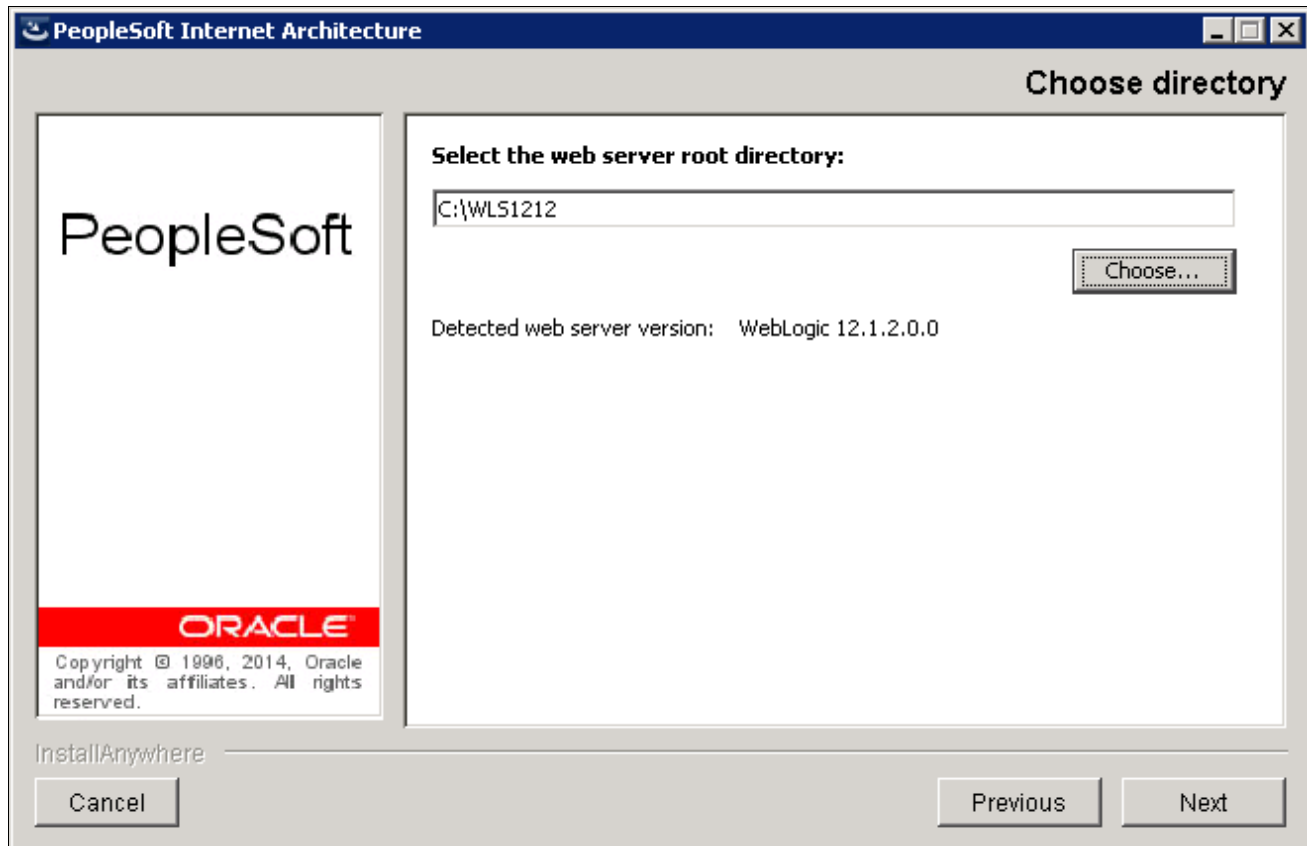 PeopleSoft Internet Architecture
Choose directory
PeopleSoft
ORACLE
Copyright © 1996, 2014, Oracle
and/or its affiliates. All rights
reserved.
Select the web server root directory:
C:\WLS1212
Choose...
Detected web server version: WebLogic 12.1.2.0.0
InstallAnywhere
Cancel
Previous
Next